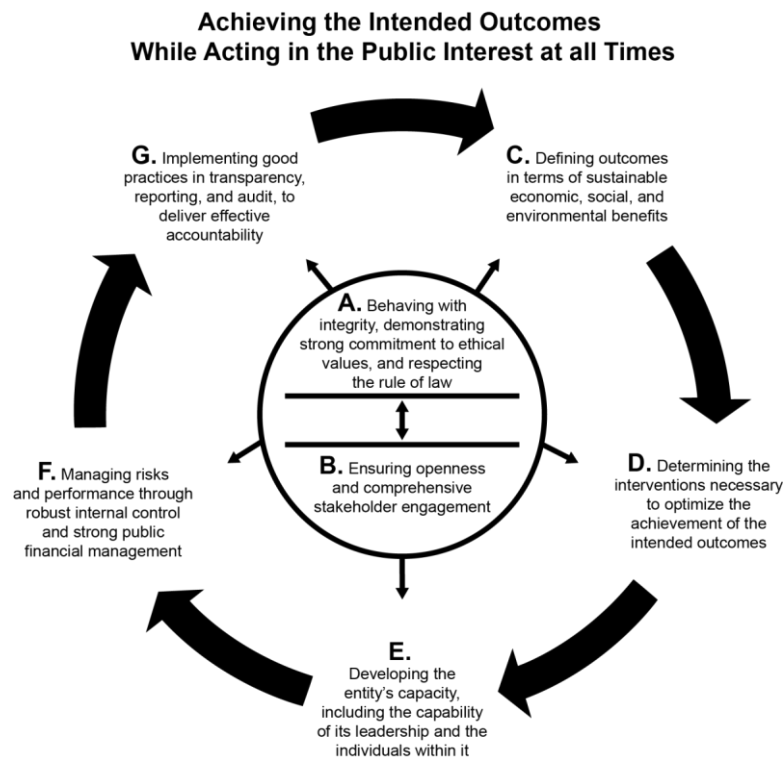 Achieving the Intended Outcomes
While Acting in the Public Interest at all Times
G. Implementing good
practices in transparency,
reporting, and audit, to
deliver effective
accountability
C. Defining outcomes
in terms of sustainable
economic, social, and
environmental benefits
A. Behaving with
integrity, demonstrating
strong commitment to ethical
values, and respecting
the rule of law
B. Ensuring openness
and comprehensive
stakeholder engagement
F. Managing risks
and performance through
robust internal control
and strong public
financial management
D. Determining the
interventions necessary
to optimize the
achievement of the
intended outcomes
E.
Developing the
entity's capacity,
including the capability
of its leadership and the
individuals within it